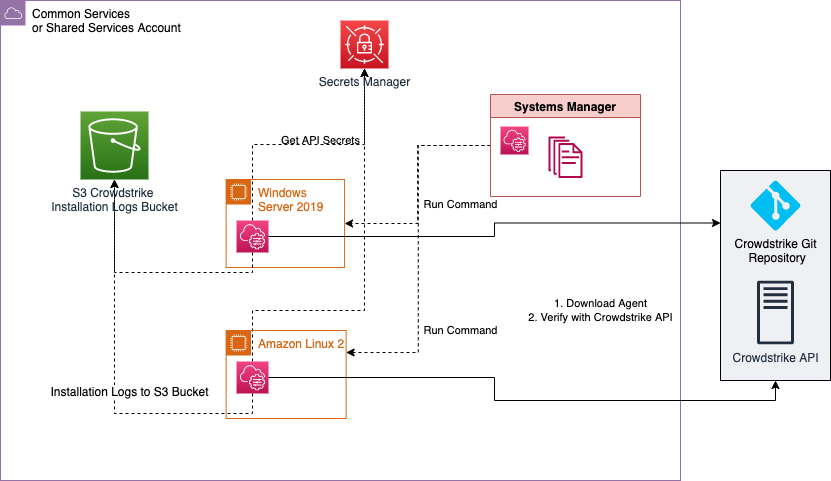 Common Services
or Shared Services Account
Secrets Manager
Systems Manager
Get API Secrets
S3 Crowdstrike
Installation Logs Bucket
Windows
Server 2019
Run Command
Crowdstrike Git
Repository
1. Download Agent
2. Verify with Crowdstrike API
Run Command
Amazon Linux 2
Crowdstrike API
Installation Logs to S3 Bucket